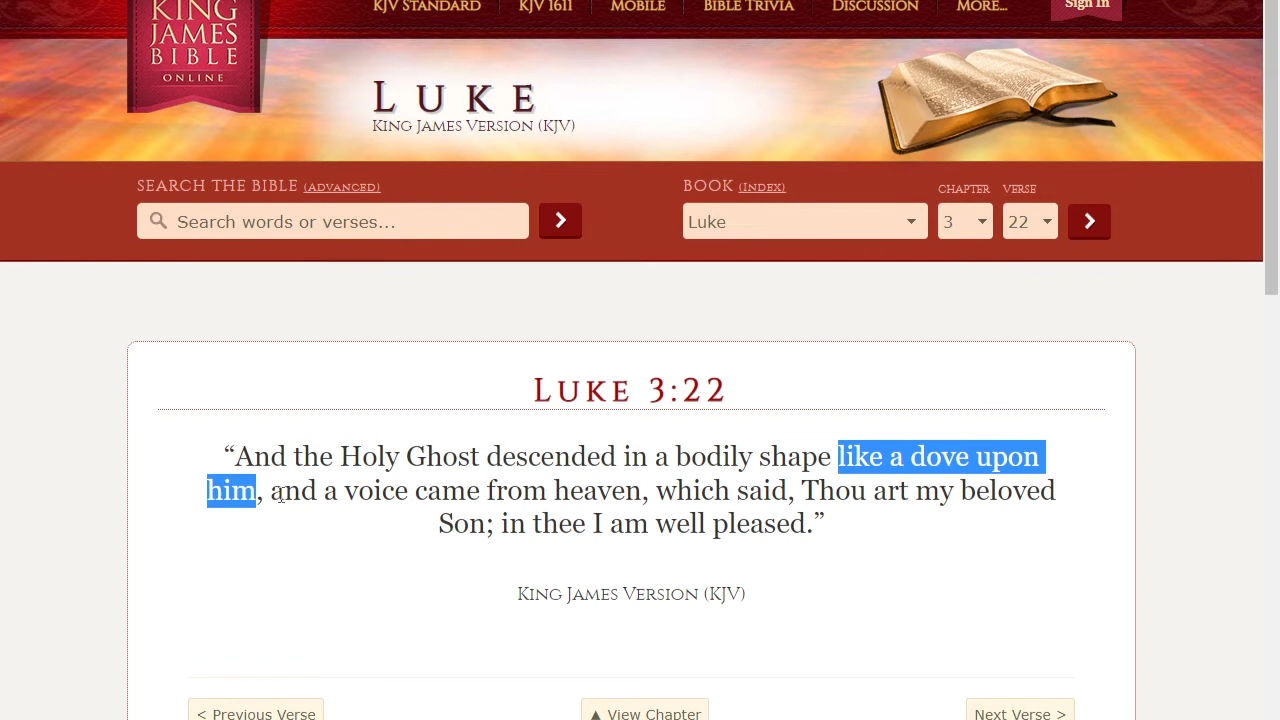 KING
JAMES
BIBLE
ONLINE
KJV STANDARD
KJV 1611
MOBILE
BIBLE TRIVIA
DISCUSSION
MORE...
Sign In
LUKE
KING JAMES VERSION (KJV)
SEARCH THE BIBLE (ADVANCED)
BOOK (INDEX)
CHAPTER
VERSE
Search words or verses...
Luke
3
22
LUKE 3:22
“And the Holy Ghost descended in a bodily shape like a dove upon
him, and a voice came from heaven, which said, Thou art my beloved
Son; in thee I am well pleased.”
KING JAMES VERSION (KJV)
< Previous Verse
▲ View Chapter
Next Verse >